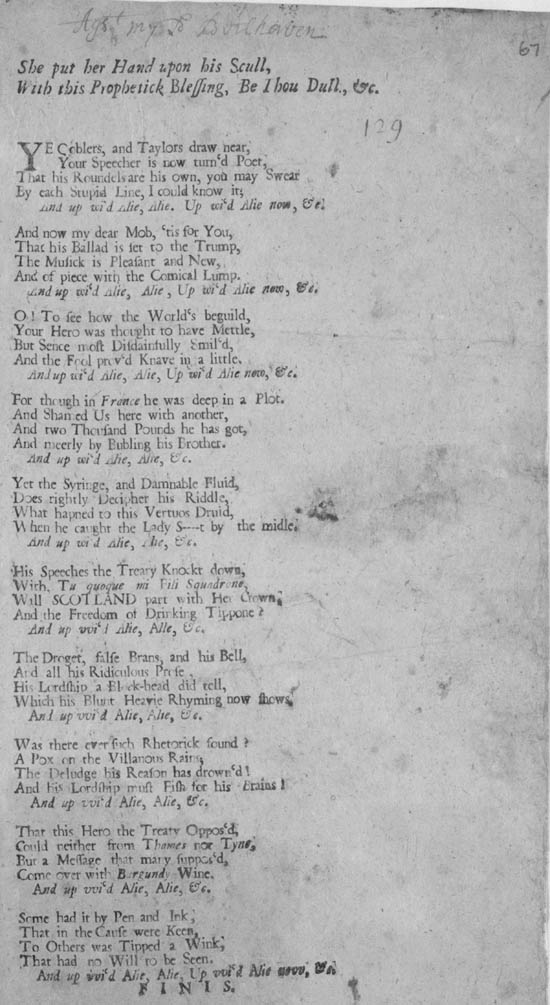 Agst my Ld Boilhaven
67
She put her Hand upon his Scull,
With this Prophetick Blessing, Be Thou Dull., &c.
129
YE Coblers, and Taylors draw near,
Your Speecher is now turn'd Poet,
That his Roundels are his own, you may Swear
By each Stupid Line, I could know it;
And up wi'd Alie, Alie. Up wi'd Alie now, &c.
And now my dear Mob, 'tis for You,
That his Ballad is set to the Trump,
The Musick is Pleasant and New,
And of piece with the Comical Lump.
And up wi'd Alie, Alie, Up wi'd Alie now, &c.
O! To see how the World's beguild,
Your Hero was thought to have Mettle,
But Sence most Disdainfully Smil'd,
And the Fool prov'd Knave in a little.
And up wi'd Alie, Alie, Up wi'd Alie now, &c.
For though in France he was deep in a Plot.
And Shamed Us here with another,
And two Thousand Pounds he has got,
And meerly by Bubling his Brother.
And up wi'd Alie, Alie, &c.
Yet the Syringe, and Damnable Fluid,
Does rightly Decipher his Riddle,
What hapned to this Vertuos Druid,
When he caught the Lady S----t by the midle.
And up wi'd Alie, Alie, &c.
His Speeches the Treaty Knockt down,
With, Tu quoque mi Fili Squadrone,
Will SCOTLAND part with Her Crown,
And the Freedom of Drinking Tippone?
And up vvi'd Alie, Alle, &c.
The Droget, false Brans, and his Bell,
And all his Ridiculous Prose
His Lordship a Block-head did tell,
Which his Blunt Heavie Rhyming now shows.
And up vvi'd Alie, Alie, &c.
Was there ever such Rhetorick found?
A Pox on the Villanous Rains,
The Deludge his Reason has drown'd!
And his Lordship must Fish for his Brains!
And up vvi'd Alie, Alie, &c.
That this Hero the Treaty Oppos'd,
Could neither from Thames nor Tyne,
But a Message that many suppos'd,
Come over with Burgundy Wine.
And up vvi'd Alie, Alie, &c.
Some had it by Pen and Ink,
That in the Cause were Keen,
To Others was Tipped a Wink,
That had no Will to be Seen.
And up vvi'd Alie, Alie, Up vvi'd Alie novv, &c.
FINIS.